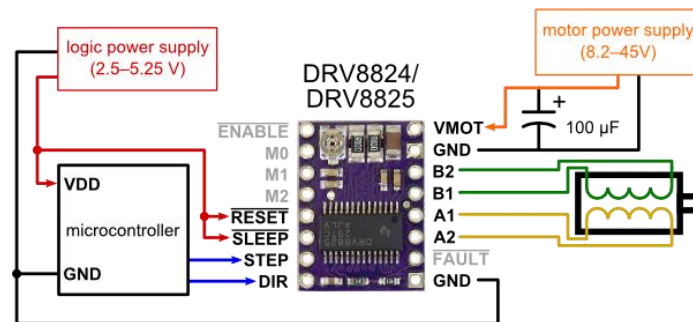 logic power supply
(2.5–5.25 V)
motor power supply
(8.2–45V)
DRV8824/
DRV8825
ENABLE
M0
M1
M2
RESET
SLEEP
STEP
DIR
VMOT
GND
B2
B1
A1
A2
FAULT
GND
100 µF
+
VDD
microcontroller
GND